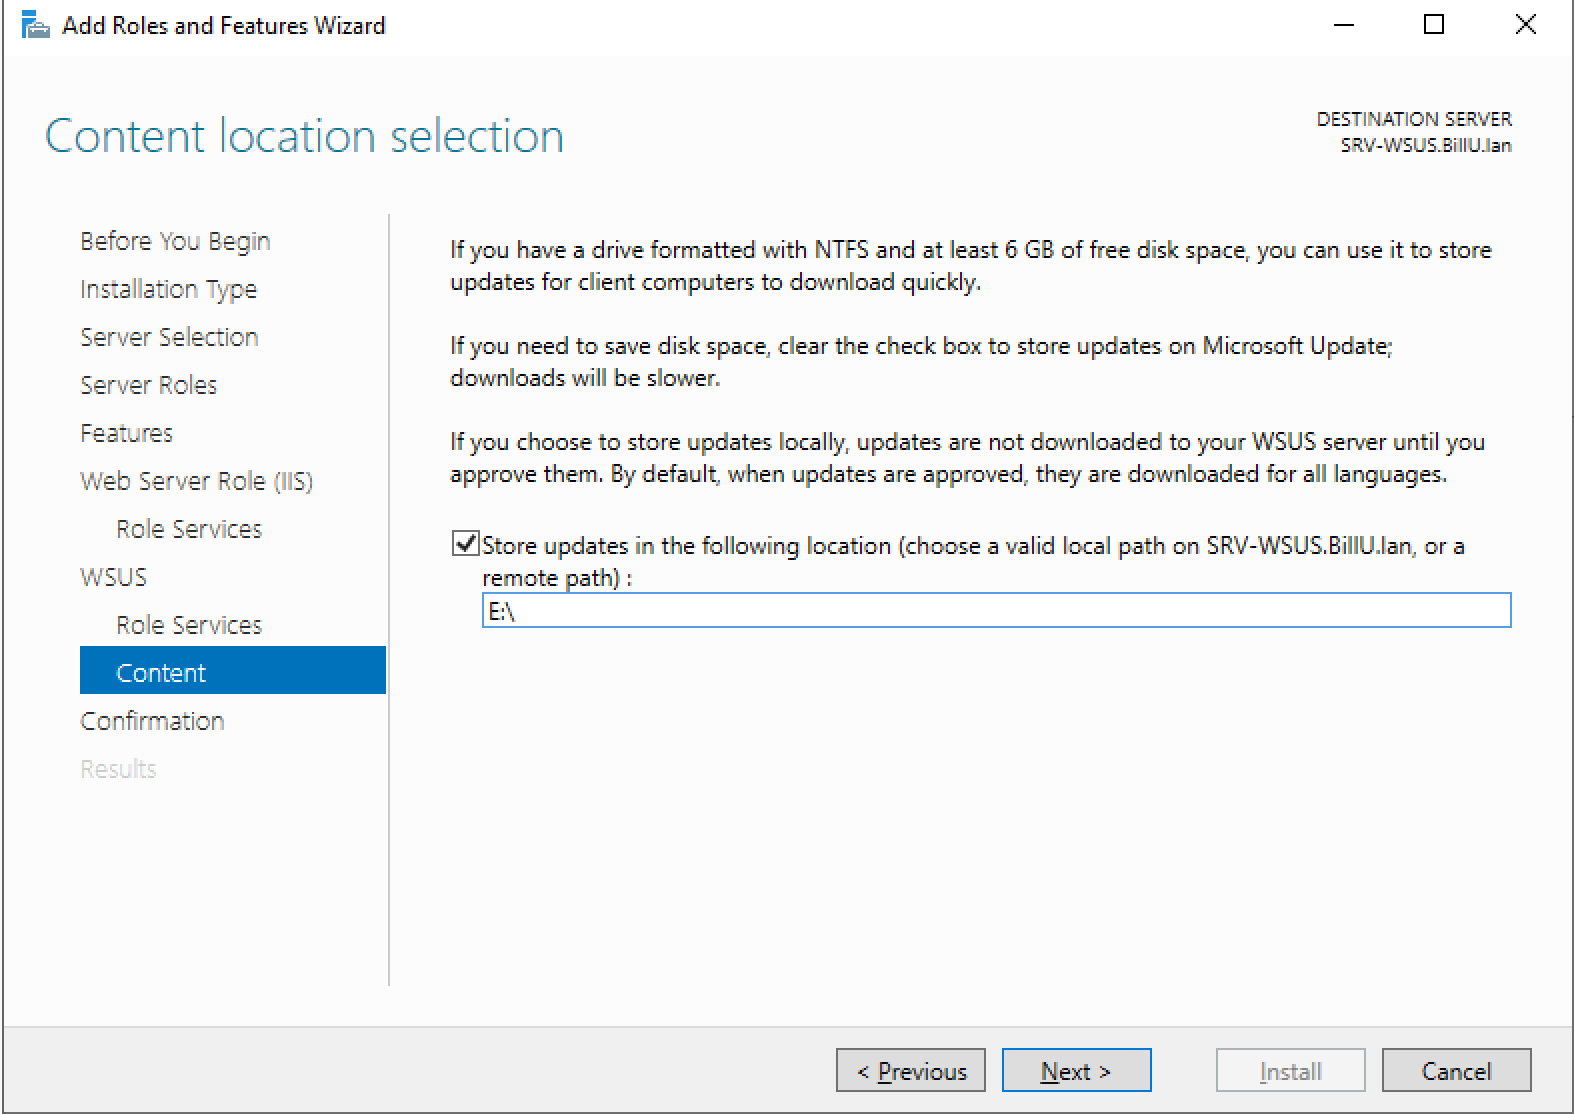 Add Roles and Features Wizard
Content location selection
DESTINATION SERVER
SRV-WSUS.BillU.lan
Before You Begin
Installation Type
Server Selection
Server Roles
Features
Web Server Role (IIS)
Role Services
WSUS
Role Services
Content
Confirmation
Results
If you have a drive formatted with NTFS and at least 6 GB of free disk space, you can use it to store
updates for client computers to download quickly.
If you need to save disk space, clear the check box to store updates on Microsoft Update;
downloads will be slower.
If you choose to store updates locally, updates are not downloaded to your WSUS server until you
approve them. By default, when updates are approved, they are downloaded for all languages.
Store updates in the following location (choose a valid local path on SRV-WSUS.BillU.lan, or a
remote path) :
E:\
< Previous
Next >
Install
Cancel